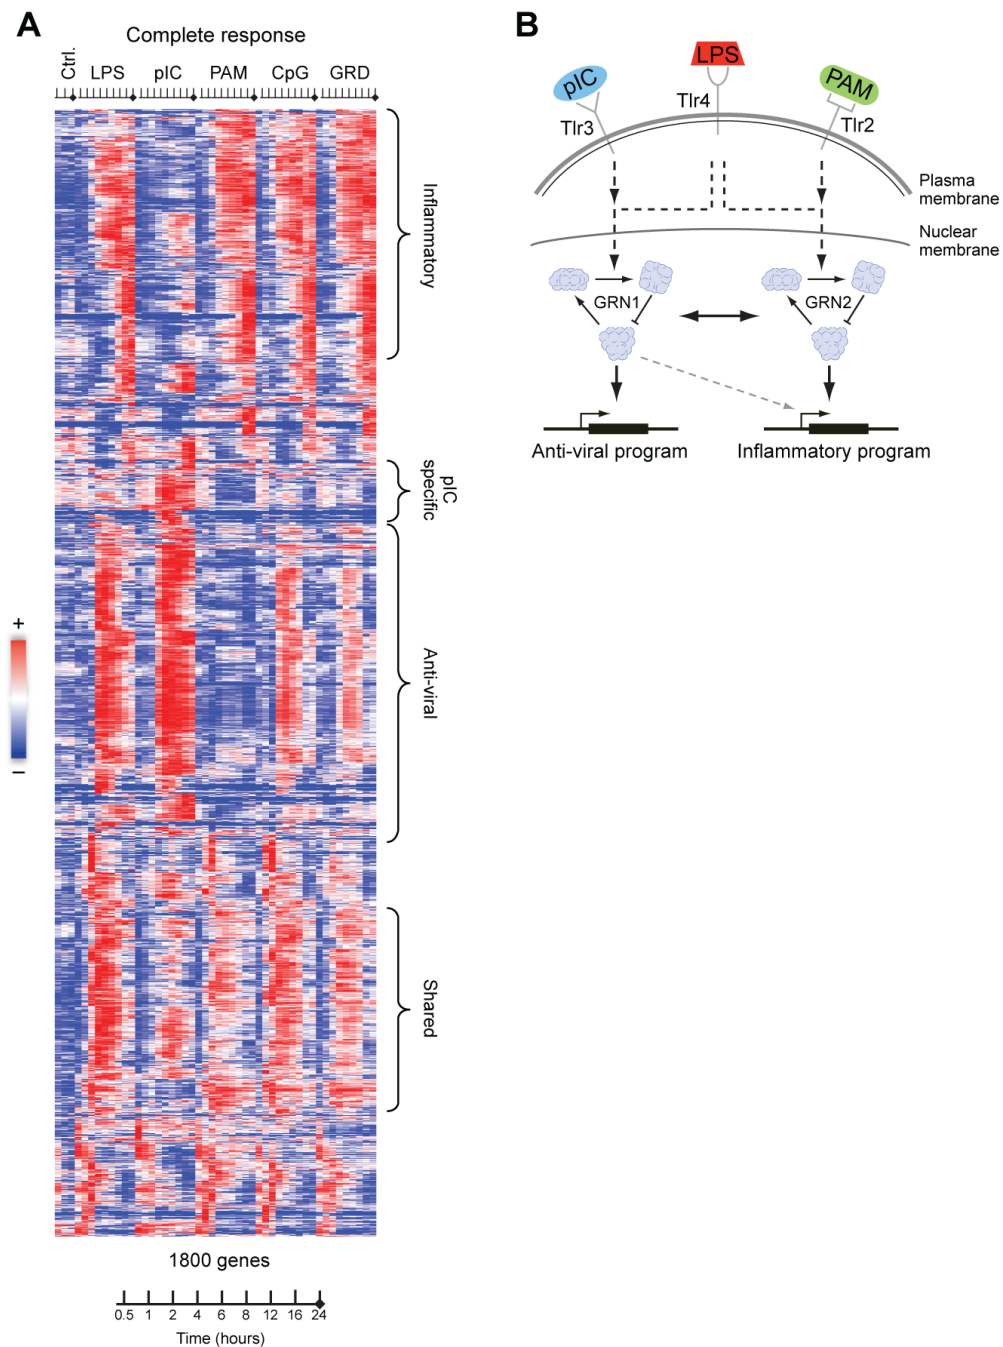 A
Complete response
Ctrl.
LPS
pIC
PAM
CpG
GRD
Inflammatory
pIC
specific
Anti-viral
Shared
+
–
1800 genes
0.5 1 2 4 6 8 12 16 24
Time (hours)
B
pIC
LPS
PAM
Tlr3
Tlr4
Tlr2
Plasma
membrane
Nuclear
membrane
GRN1
GRN2
Anti-viral program
Inflammatory program